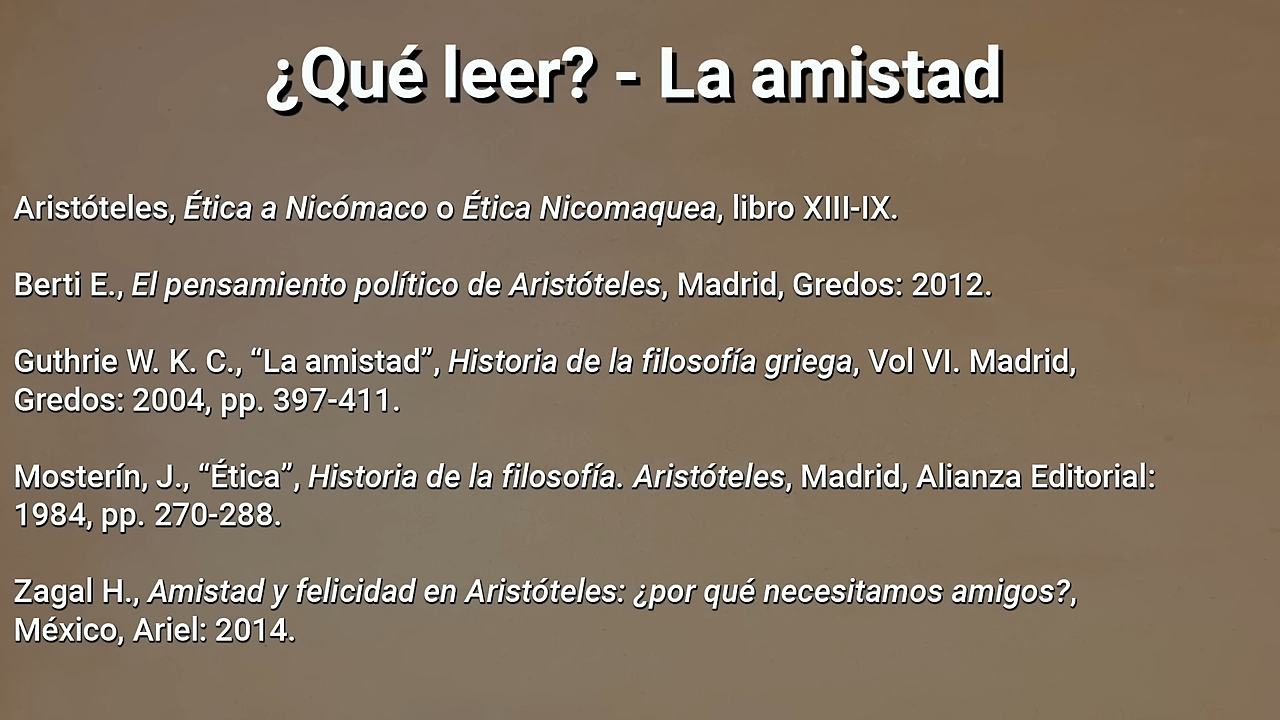 ¿Qué leer? - La amistad
Aristóteles, Ética a Nicómaco o Ética Nicomaquea, libro XIII-IX.
Berti E., El pensamiento político de Aristóteles, Madrid, Gredos: 2012.
Guthrie W. K. C., “La amistad”, Historia de la filosofía griega, Vol VI. Madrid,
Gredos: 2004, pp. 397-411.
Mosterín, J., “Ética”, Historia de la filosofía. Aristóteles, Madrid, Alianza Editorial:
1984, pp. 270-288.
Zagal H., Amistad y felicidad en Aristóteles: ¿por qué necesitamos amigos?,
México, Ariel: 2014.